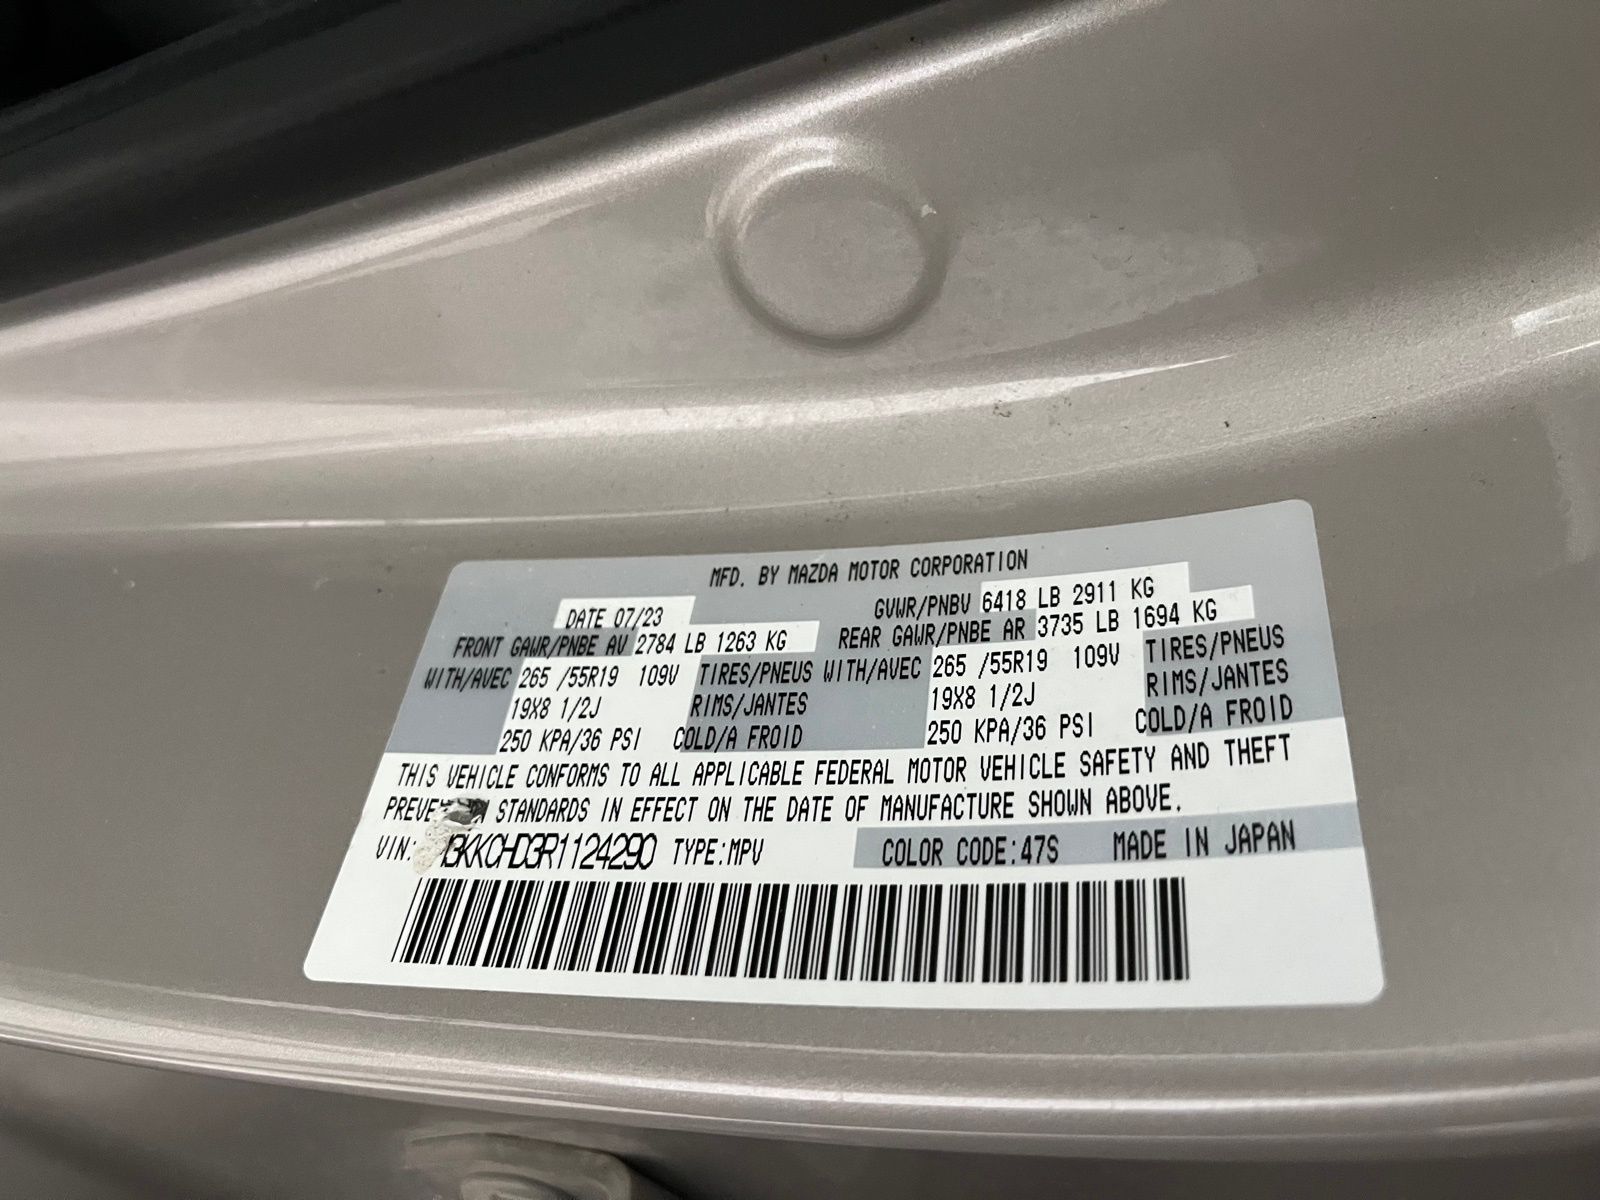 MFD. BY MAZDA MOTOR CORPORATION
DATE 07/23 GVWR/PNBV 6418 LB 2911 KG
FRONT GAWR/PNBE AV 2784 LB 1263 KG REAR GAWR/PNBE AR 3735 LB 1694 KG
WITH/AVEC 265 /55R19 109V TIRES/PNEUS WITH/AVEC 265 /55R19 109V TIRES/PNEUS
19X8 1/2J RIMS/JANTES 19X8 1/2J RIMS/JANTES
250 KPA/36 PSI COLD/A FROID 250 KPA/36 PSI COLD/A FROID
THIS VEHICLE CONFORMS TO ALL APPLICABLE FEDERAL MOTOR VEHICLE SAFETY AND THEFT
STANDARDS IN EFFECT ON THE DATE OF MANUFACTURE SHOWN ABOVE.
VIN: 3KKCHD3R1124290 TYPE:MPV COLOR CODE:47S MADE IN JAPAN